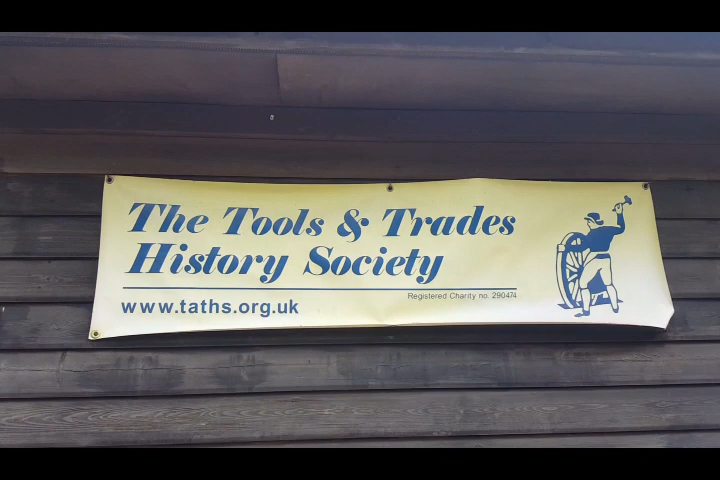 The Tools & Trades
History Society
Registered Charity no. 290474
www.taths.org.uk